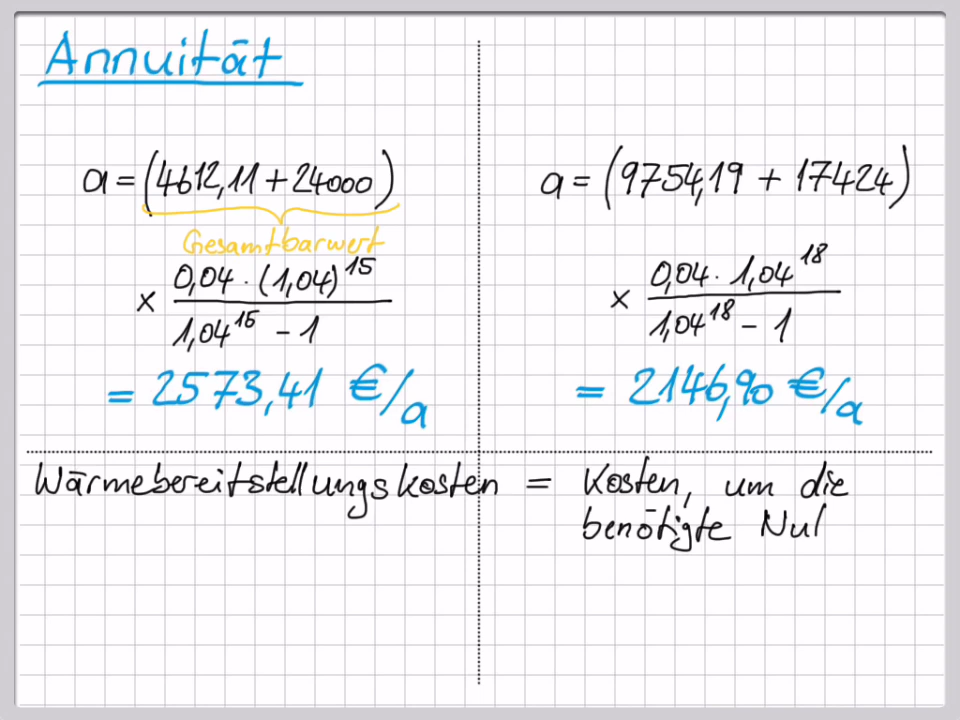 Annuität
a = (4612,11 + 24000)
Gesamtbarwert
× 0,04 · (1,04)^15 / 1,04^15 - 1
= 2573,41 €/a
a = (9754,19 + 17424)
× 0,04 · 1,04^18 / 1,04^18 - 1
= 2146,90 €/a
Wärmebereitstellungskosten = Kosten, um die
benötigte Nul